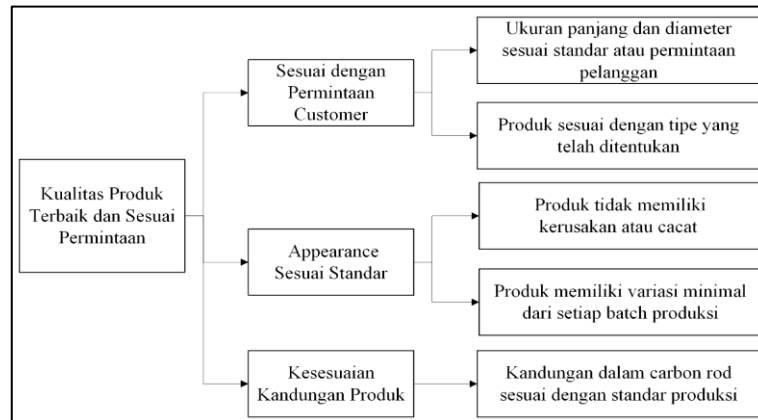 Kualitas Produk
Terbaik dan Sesuai
Permintaan
Sesuai dengan
Permintaan
Customer
Ukuran panjang dan diameter
sesuai standar atau permintaan
pelanggan
Produk sesuai dengan tipe yang
telah ditentukan
Appearance
Sesuai Standar
Produk tidak memiliki
kerusakan atau cacat
Produk memiliki variasi minimal
dari setiap batch produksi
Kesesuaian
Kandungan Produk
Kandungan dalam carbon rod
sesuai dengan standar produksi